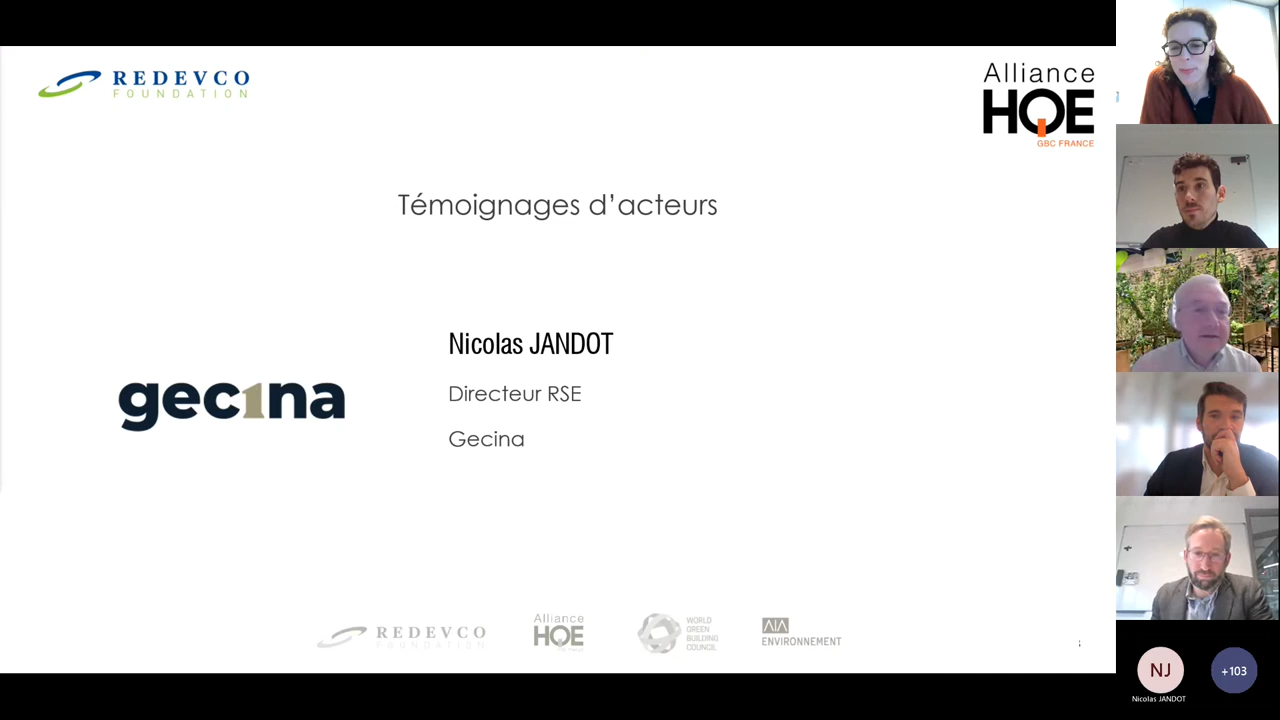 REDEVCO
FOUNDATION
Alliance
HQE
GBC FRANCE
Témoignages d'acteurs
Nicolas JANDOT
Directeur RSE
Gecina
gec1na
REDEVCO
FOUNDATION
Alliance
HQE
WORLD
GREEN
BUILDING
COUNCIL
AIA
ENVIRONNEMENT
NJ
+103
Nicolas JANDOT